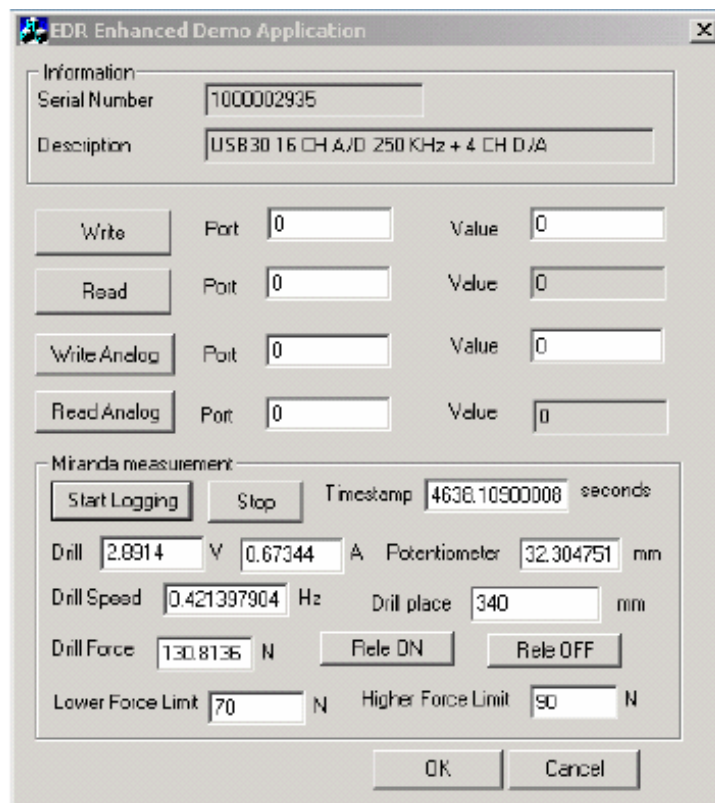 EDR Enhanced Demo Application
Information
Serial Number 1000002935
Description USB30 16 CH A/D 250 KHz + 4 CH D/A
Write Port 0 Value 0
Read Port 0 Value 0
Write Analog Port 0 Value 0
Read Analog Port 0 Value 0
Miranda measurement
Start Logging Stop Timestamp 4638.10900008 seconds
Drill 2.8914 V 0.67344 A Potentiometer 32.304751 mm
Drill Speed 0.421397904 Hz Drill place 340 mm
Drill Force 130.8136 N Rele ON Rele OFF
Lower Force Limit 70 N Higher Force Limit 90 N
OK Cancel